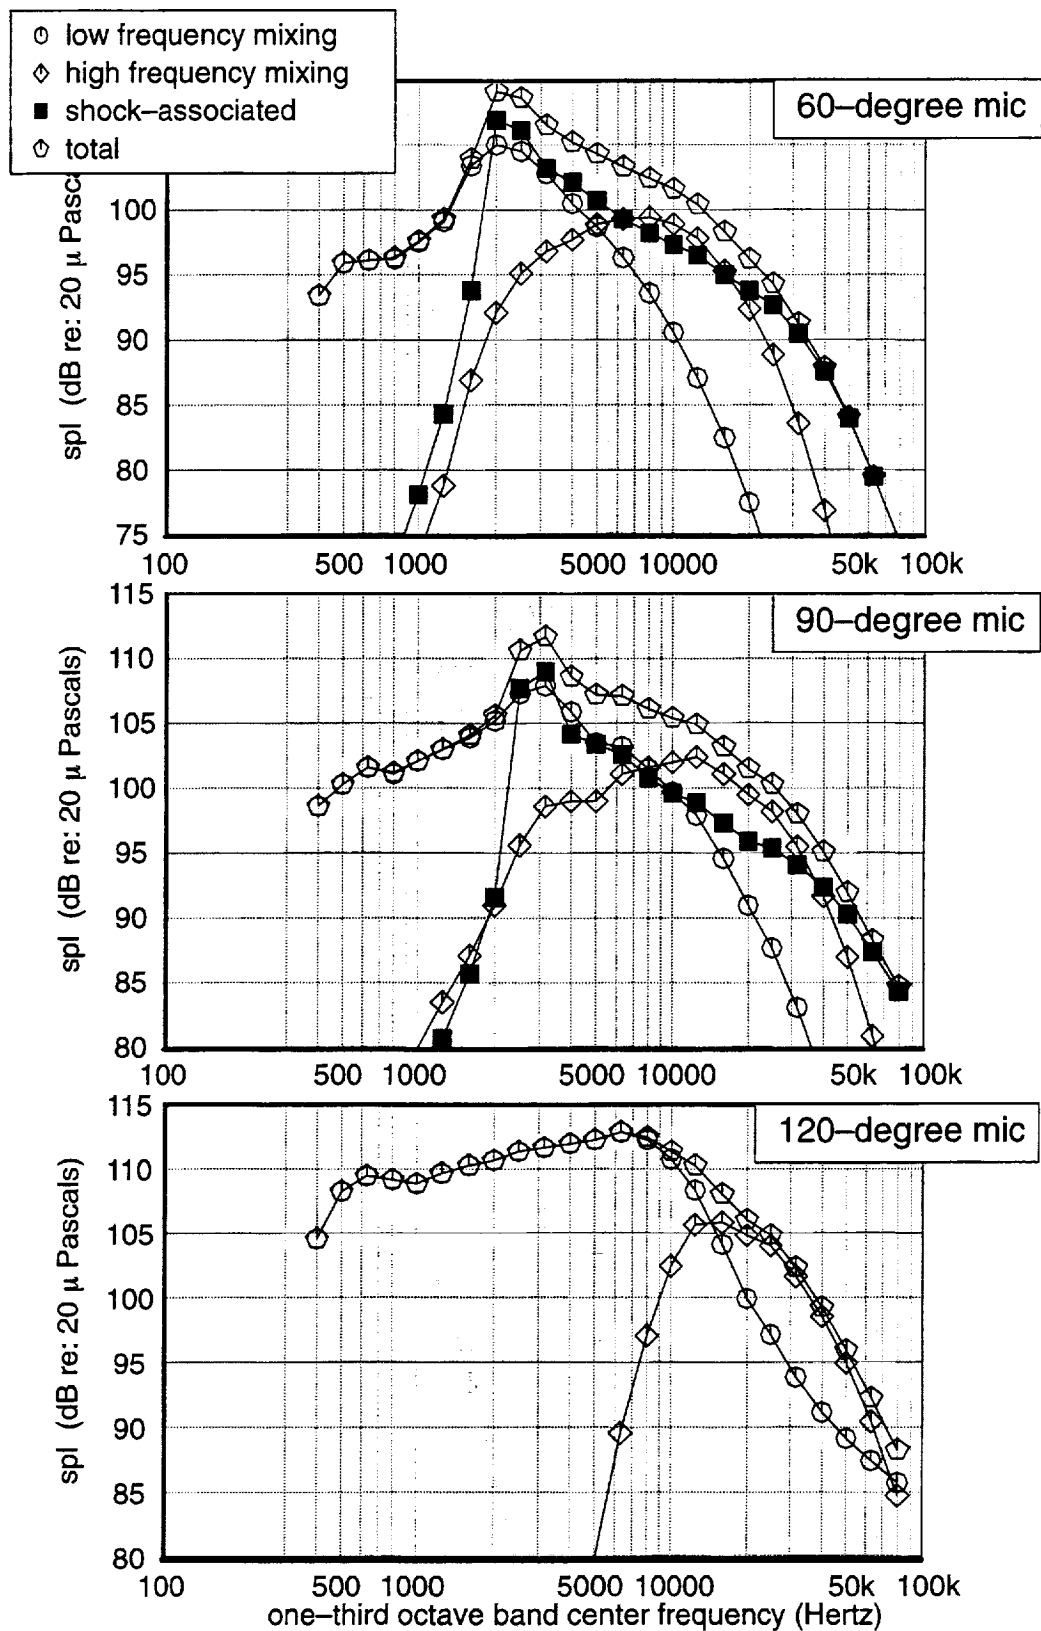 low frequency mixing
high frequency mixing
shock–associated
total
60–degree mic
spl (dB re: 20 μ Pasca
100
95
90
85
80
75
100 500 1000 5000 10000 50k 100k
90–degree mic
spl (dB re: 20 μ Pascals)
115
110
105
100
95
90
85
80
100 500 1000 5000 10000 50k 100k
120–degree mic
spl (dB re: 20 μ Pascals)
115
110
105
100
95
90
85
80
100 500 1000 5000 10000 50k 100k
one–third octave band center frequency (Hertz)